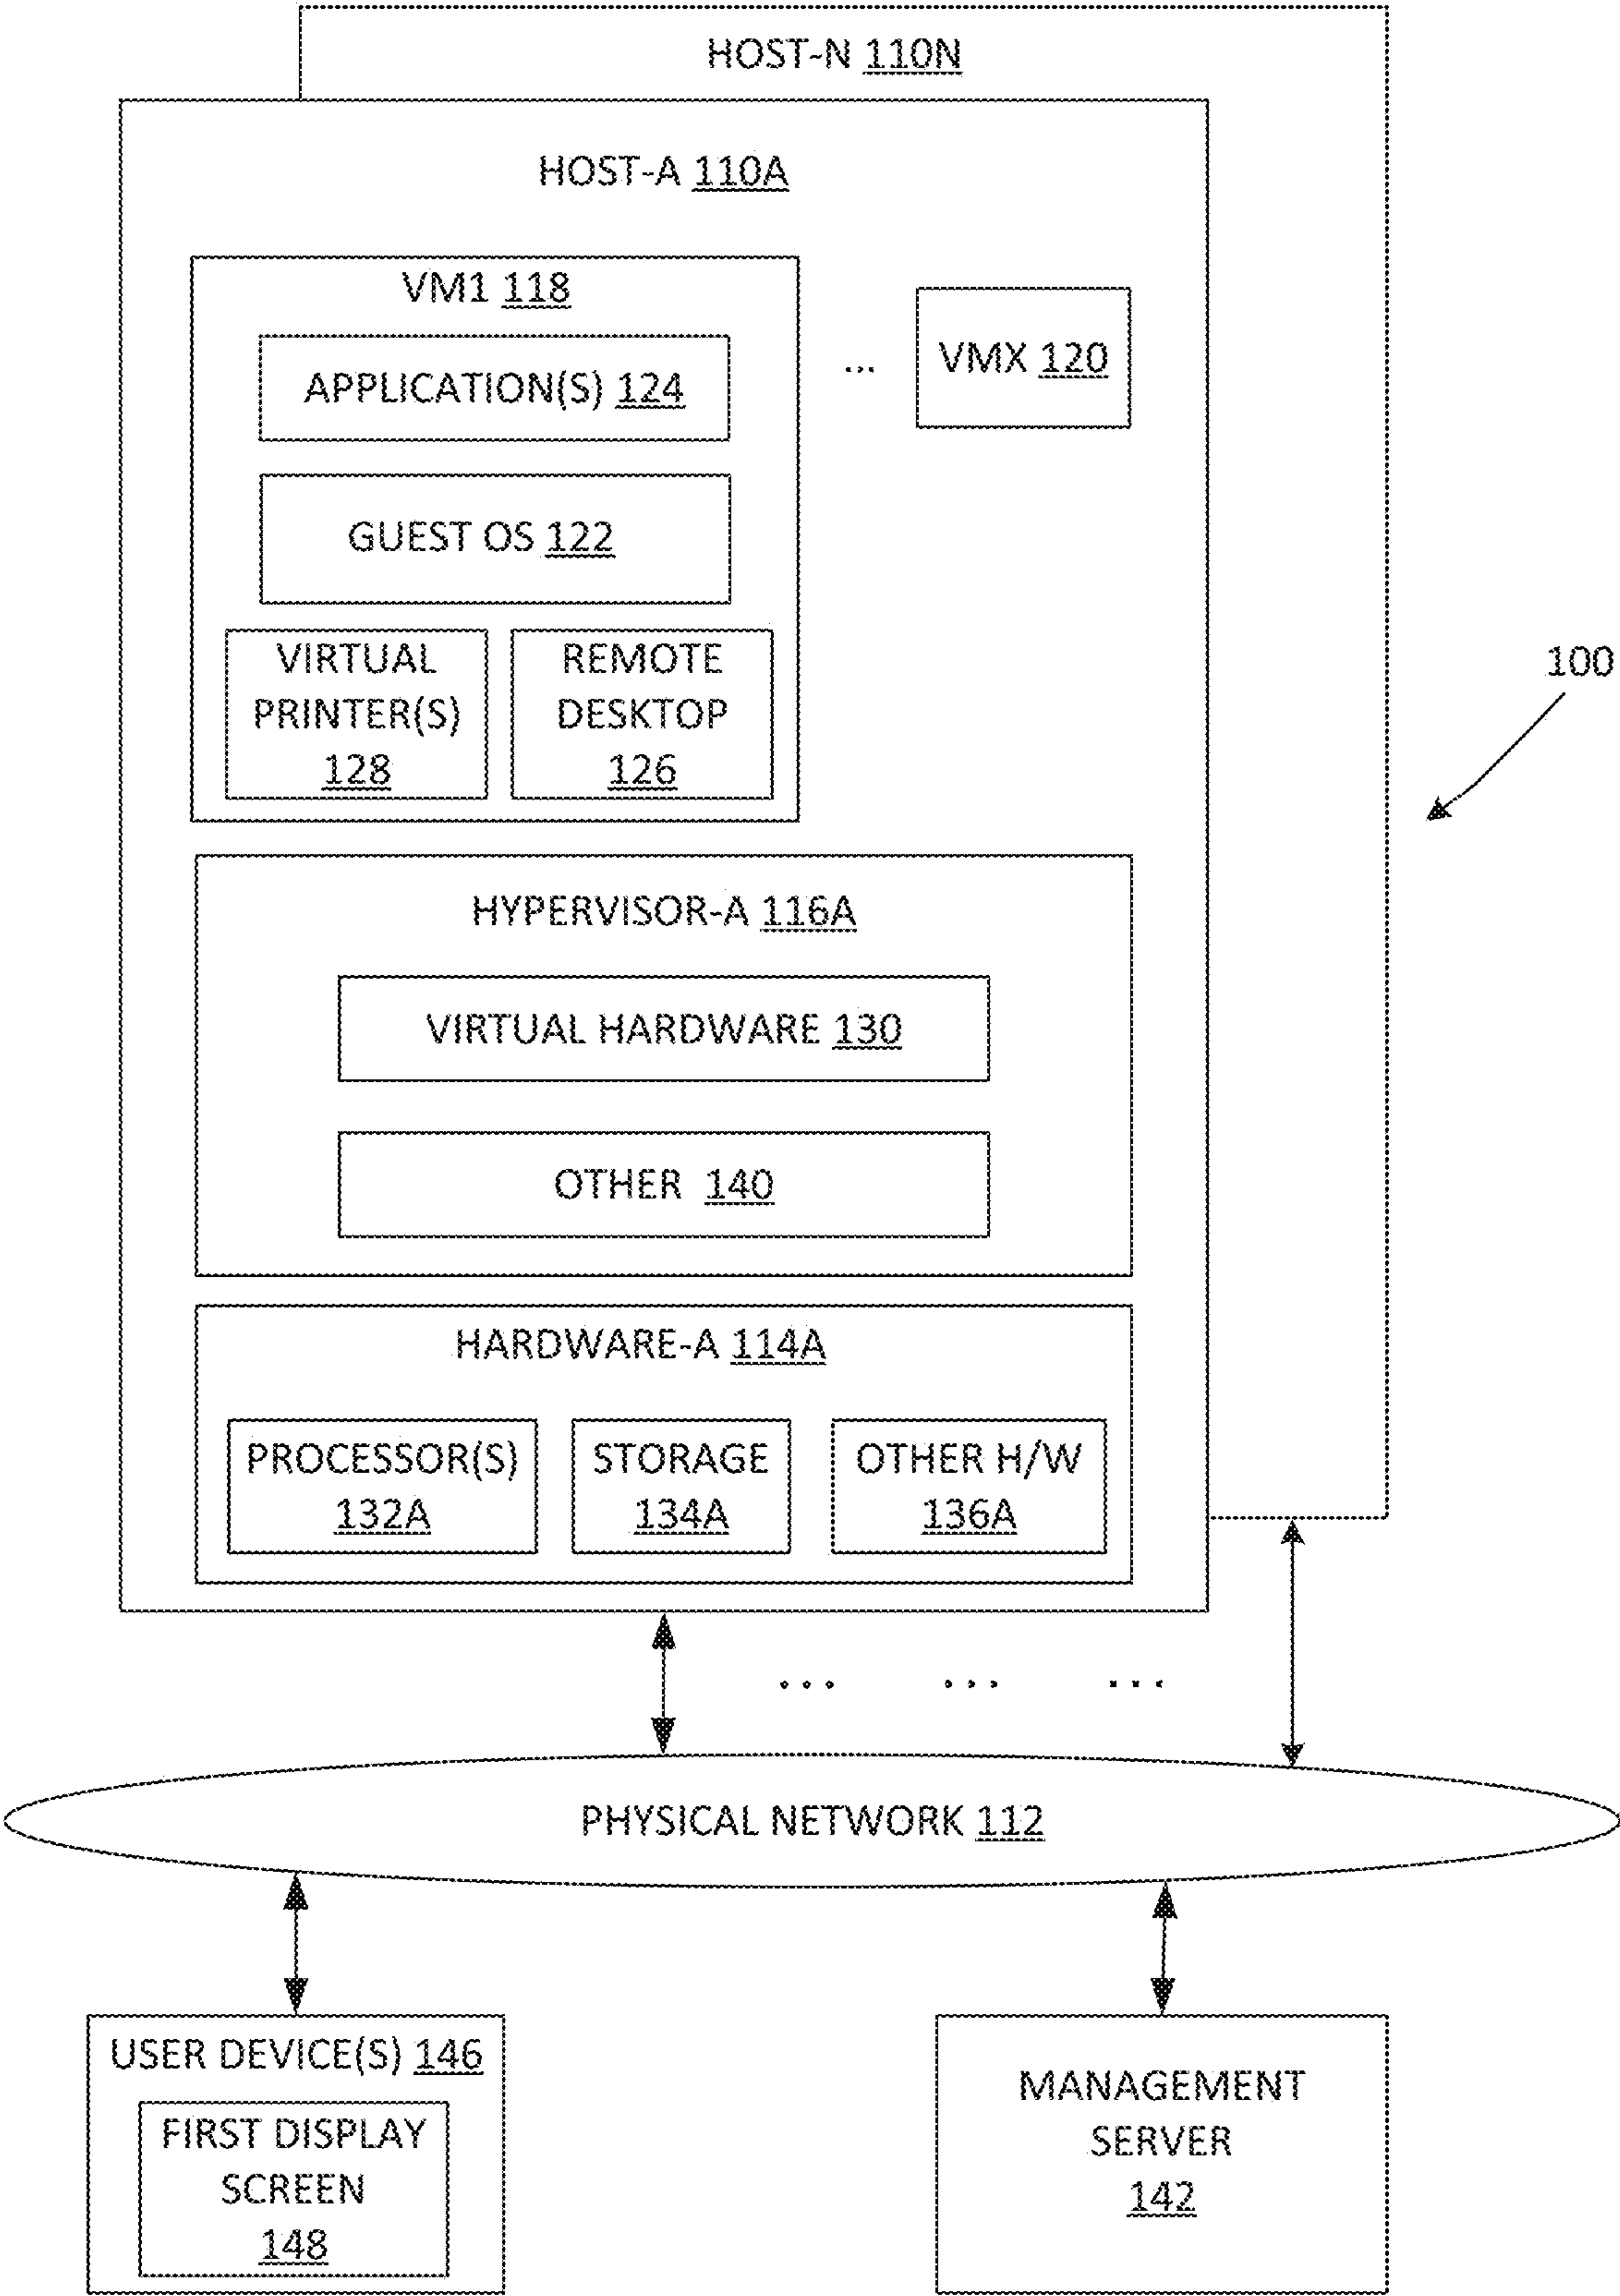 HOST-N 110N
HOST-A 110A
VM1 118
APPLICATION(S) 124
GUEST OS 122
VIRTUAL
PRINTER(S)
128
REMOTE
DESKTOP
126
...
VMX 120
100
HYPERVISOR-A 116A
VIRTUAL HARDWARE 130
OTHER 140
HARDWARE-A 114A
PROCESSOR(S)
132A
STORAGE
134A
OTHER H/W
136A
... ... ...
PHYSICAL NETWORK 112
USER DEVICE(S) 146
FIRST DISPLAY
SCREEN
148
MANAGEMENT
SERVER
142